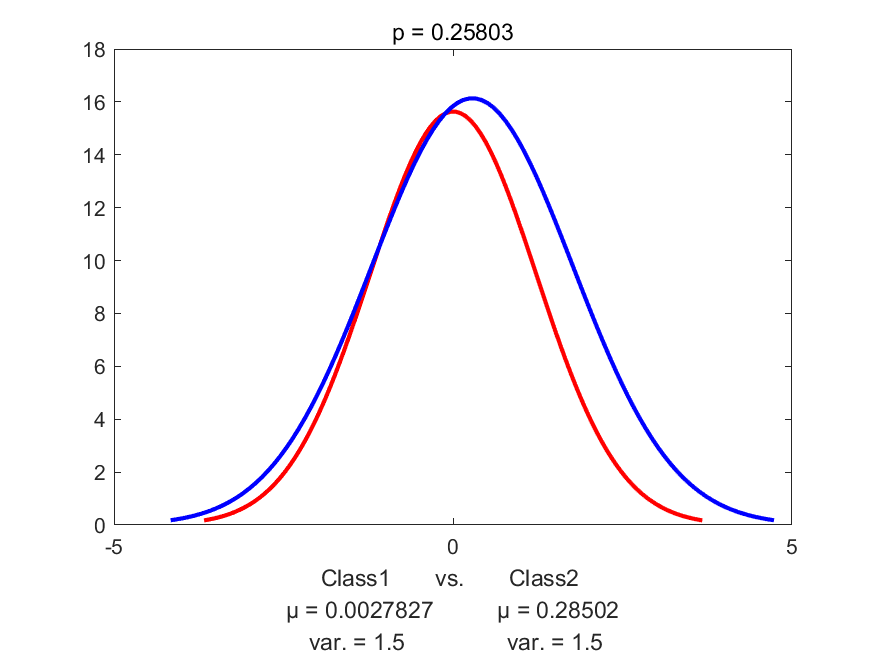 p = 0.25803
18
16
14
12
10
8
6
4
2
0
-5 0 5
Class1 vs. Class2
μ = 0.0027827 μ = 0.28502
var. = 1.5 var. = 1.5